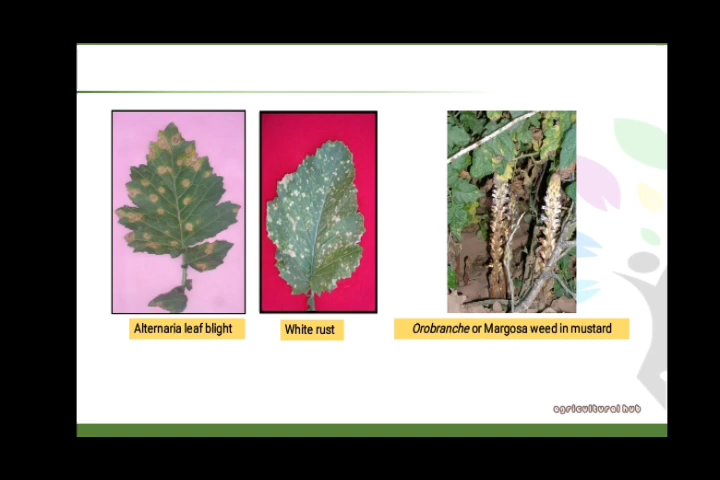 Alternaria leaf blight
White rust
Orobranche or Margosa weed in mustard
agricultural hub